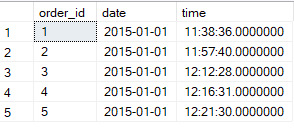 order_id date time
1 1 2015-01-01 11:38:36.0000000
2 2 2015-01-01 11:57:40.0000000
3 3 2015-01-01 12:12:28.0000000
4 4 2015-01-01 12:16:31.0000000
5 5 2015-01-01 12:21:30.0000000